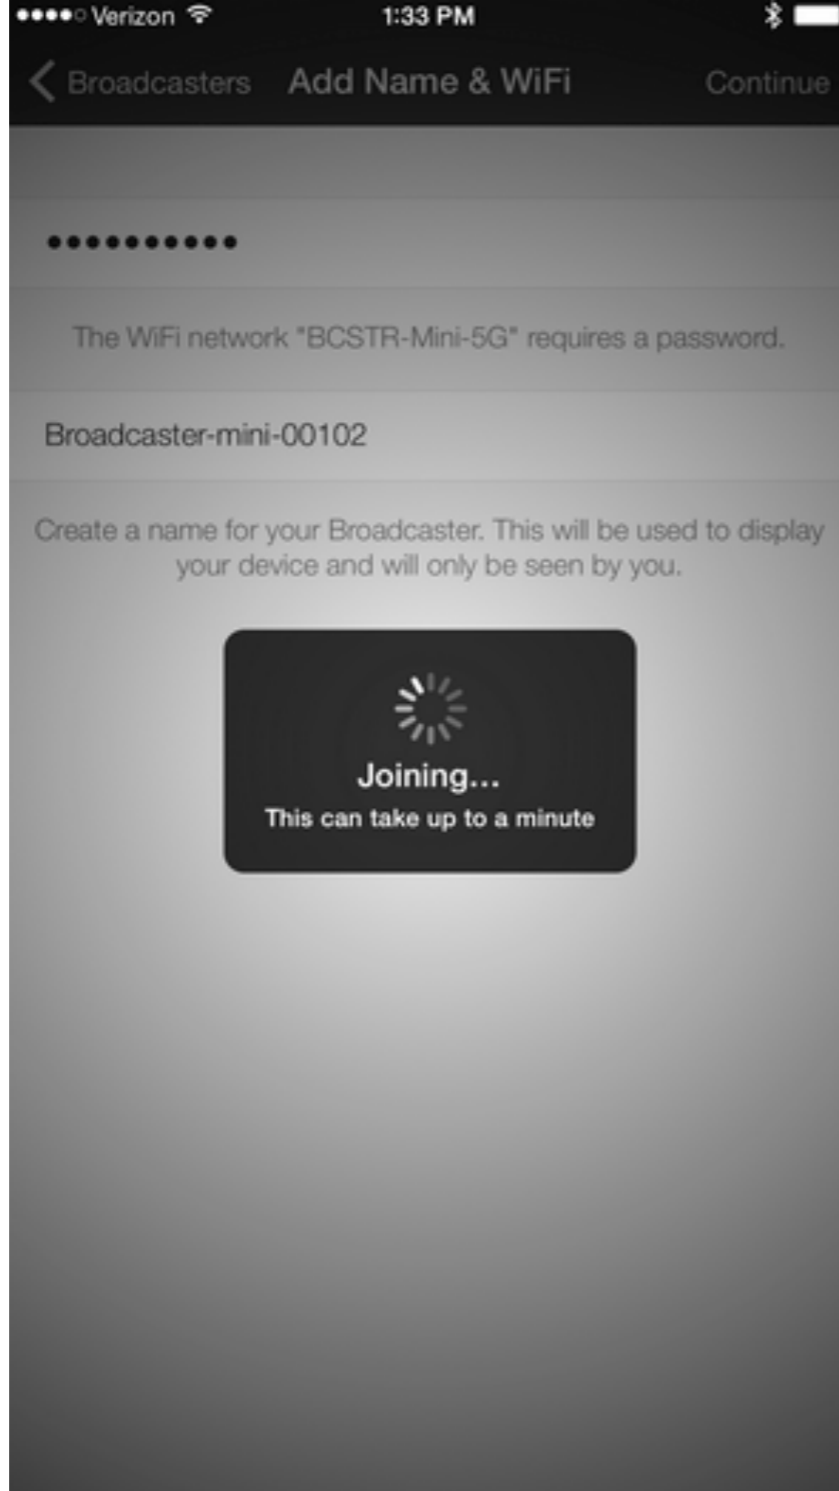 Verizon 1:33 PM
Broadcasters Add Name & WiFi Continue
••••••••••
The WiFi network "BCSTR-Mini-5G" requires a password.
Broadcaster-mini-00102
Create a name for your Broadcaster. This will be used to display
your device and will only be seen by you.
Joining...
This can take up to a minute